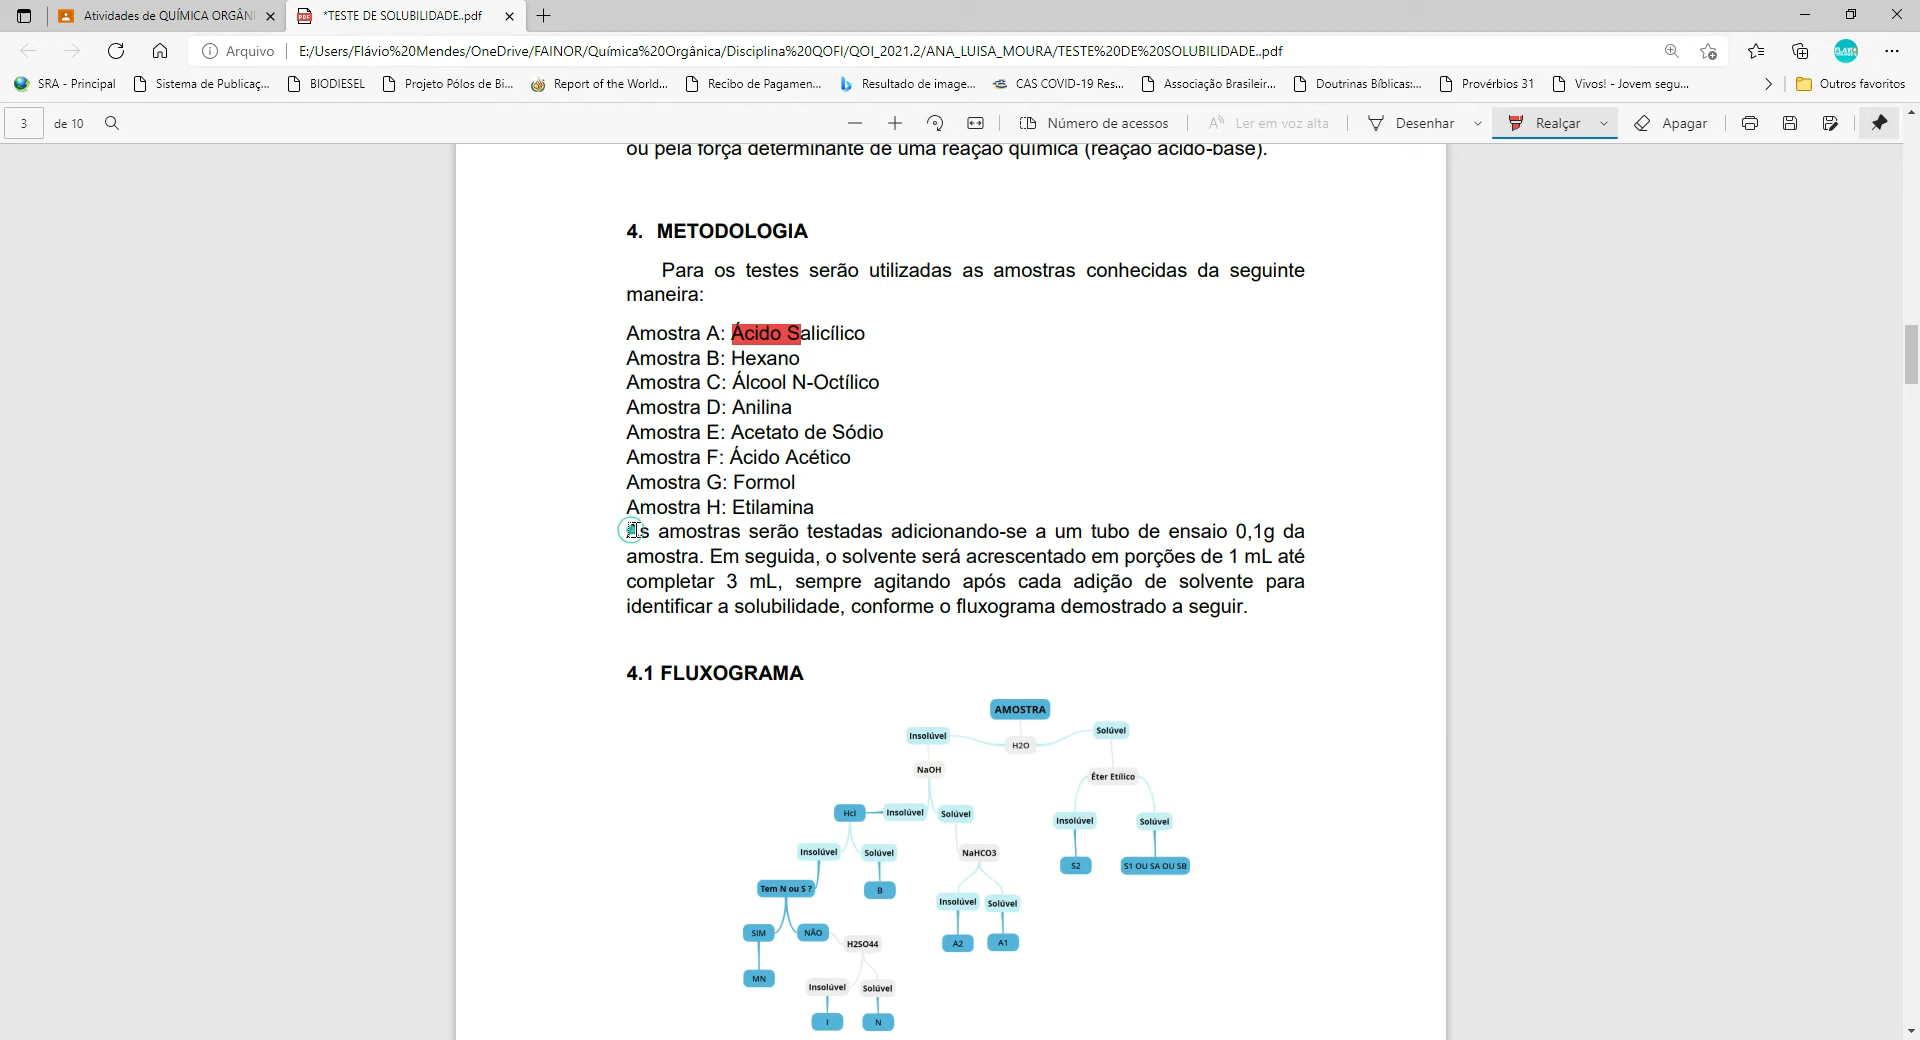 Atividades de QUÍMICA ORGÂNI
*TESTE DE SOLUBILIDADE..pdf
Arquivo
E:/Users/Flávio%20Mendes/OneDrive/FAINOR/Química%20Orgânica/Disciplina%20QOFI/QOI_2021.2/ANA_LUISA_MOURA/TESTE%20DE%20SOLUBILIDADE..pdf
SRA - Principal Sistema de Publicaç... BIODIESEL Projeto Pólos de Bi... Report of the World... Recibo de Pagamen... Resultado de image... CAS COVID-19 Res... Associação Brasileir... Doutrinas Bíblicas:... Provérbios 31 Vivos! - Jovem segu... Outros favoritos
3 de 10 Número de acessos Ler em voz alta Desenhar Realçar Apagar
ou pela força determinante de uma reação química (reação ácido-base).
4. METODOLOGIA
Para os testes serão utilizadas as amostras conhecidas da seguinte
maneira:
Amostra A: Ácido Salicílico
Amostra B: Hexano
Amostra C: Álcool N-Octílico
Amostra D: Anilina
Amostra E: Acetato de Sódio
Amostra F: Ácido Acético
Amostra G: Formol
Amostra H: Etilamina
As amostras serão testadas adicionando-se a um tubo de ensaio 0,1g da
amostra. Em seguida, o solvente será acrescentado em porções de 1 mL até
completar 3 mL, sempre agitando após cada adição de solvente para
identificar a solubilidade, conforme o fluxograma demostrado a seguir.
4.1 FLUXOGRAMA
AMOSTRA
Insolúvel H2O Solúvel
NaOH Éter Etílico
Hcl Insolúvel Solúvel Insolúvel Solúvel
Insolúvel Solúvel NaHCO3 S2 S1 OU SA OU SB
Tem N ou S ? B Insolúvel Solúvel
SIM NÃO H2SO44 A2 A1
MN Insolúvel Solúvel
I N